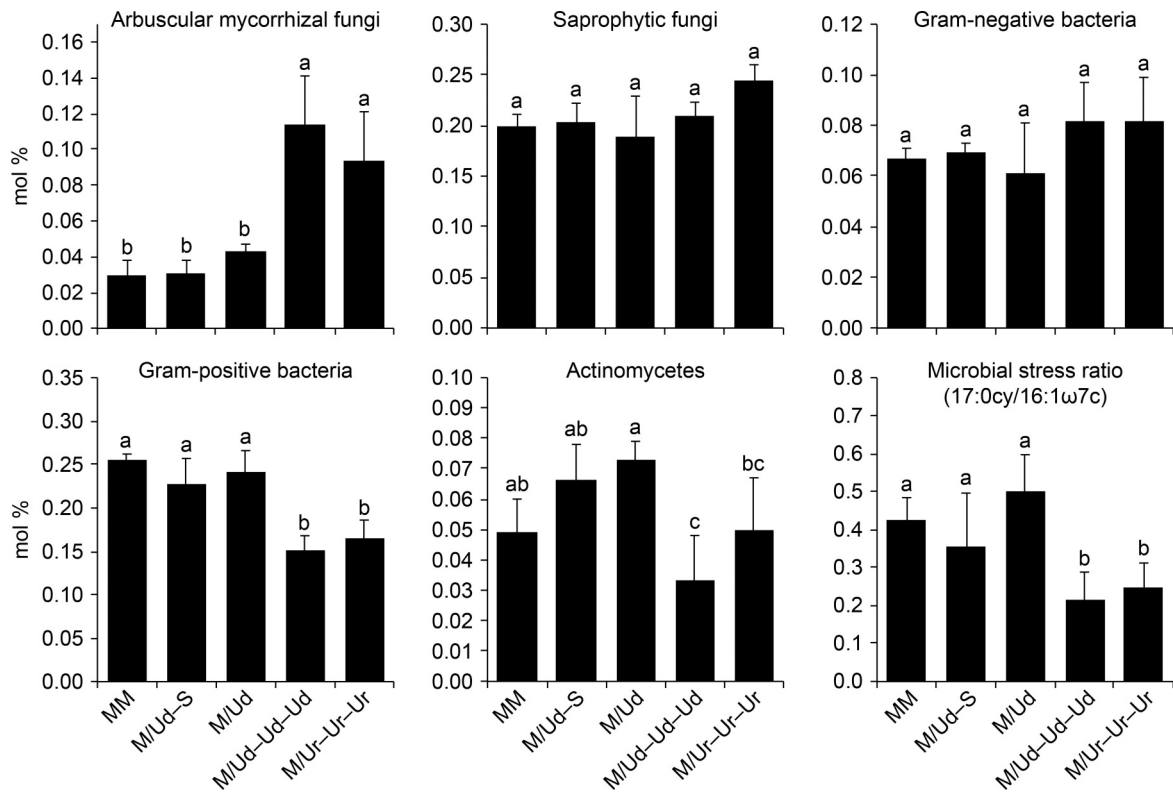 Arbuscular mycorrhizal fungi
mol %
0.16
0.14
0.12
0.10
0.08
0.06
0.04
0.02
0.00
b
b
b
a
a
Saprophytic fungi
0.30
0.25
0.20
0.15
0.10
0.05
0.00
a
a
a
a
a
Gram-negative bacteria
0.12
0.10
0.08
0.06
0.04
0.02
0.00
a
a
a
a
a
Gram-positive bacteria
mol %
0.35
0.30
0.25
0.20
0.15
0.10
0.05
0.00
a
a
a
b
b
MM
M/Ud–S
M/Ud
M/Ud–Ud–Ud
M/Ur–Ur–Ur
Actinomycetes
0.10
0.09
0.08
0.07
0.06
0.05
0.04
0.03
0.02
0.01
0.00
ab
ab
a
c
bc
MM
M/Ud–S
M/Ud
M/Ud–Ud–Ud
M/Ur–Ur–Ur
Microbial stress ratio
(17:0cy/16:1ω7c)
0.8
0.7
0.6
0.5
0.4
0.3
0.2
0.1
0.0
a
a
a
b
b
MM
M/Ud–S
M/Ud
M/Ud–Ud–Ud
M/Ur–Ur–Ur